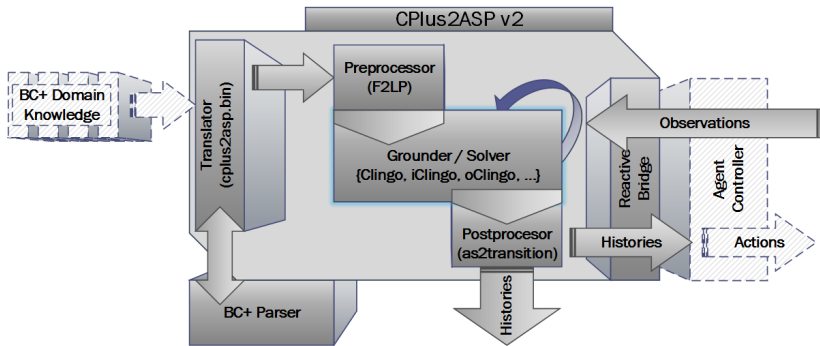 CPlus2ASP v2
BC+ Domain
Knowledge
Translator
(cplus2asp.bin)
Preprocessor
(F2LP)
Grounder / Solver
{Clingo, iClingo, oClingo, ...}
Postprocesor
(as2transition)
Histories
BC+ Parser
Reactive
Bridge
Observations
Histories
Agent
Controller
Actions